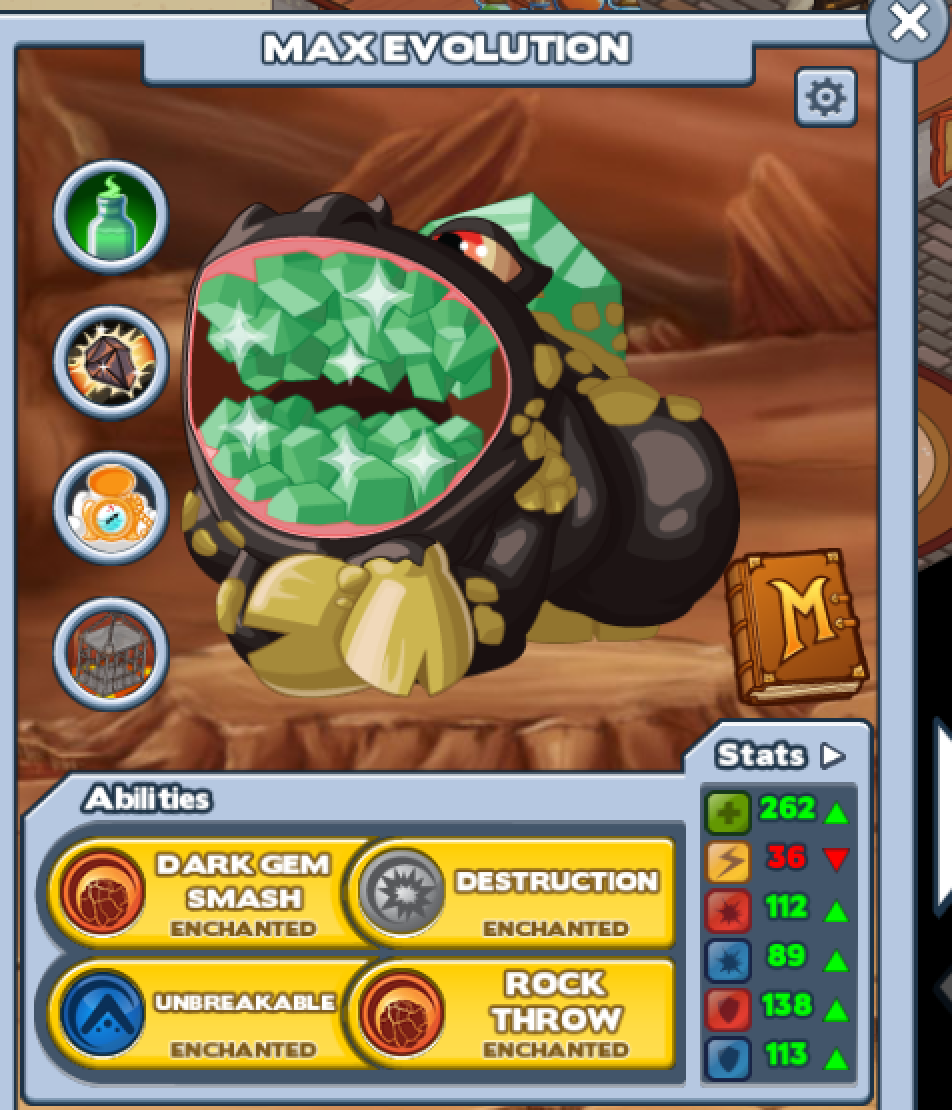 MAX EVOLUTION
M
Stats
Abilities
262
36
112
89
138
113
DARK GEM
SMASH
ENCHANTED
DESTRUCTION
ENCHANTED
UNBREAKABLE
ENCHANTED
ROCK
THROW
ENCHANTED